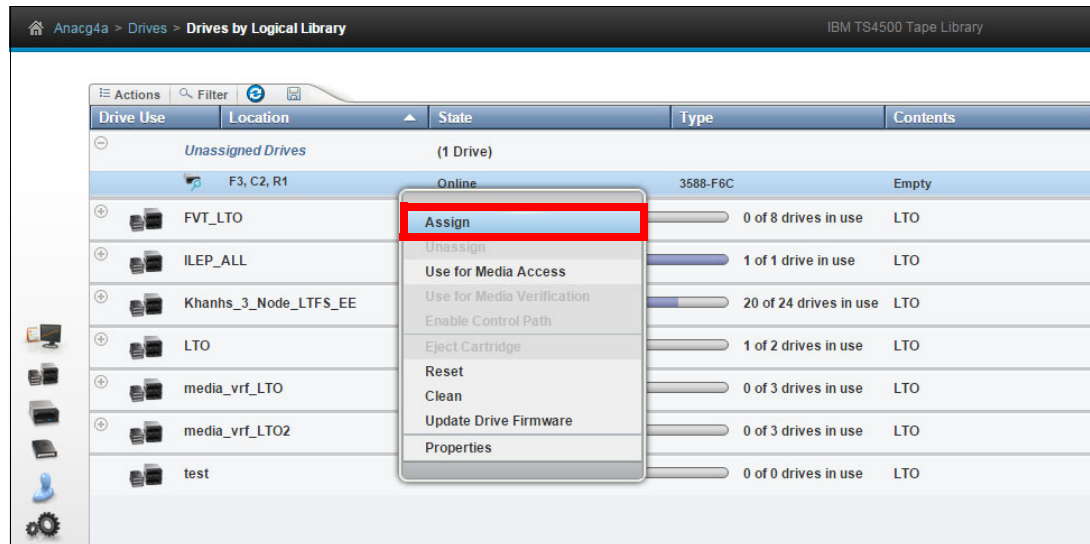 Anacg4a > Drives > Drives by Logical Library IBM TS4500 Tape Library
Actions Filter
Drive Use Location State Type Contents
Unassigned Drives (1 Drive)
F3, C2, R1 Online 3588-F6C Empty
Assign
Unassign
Use for Media Access
Use for Media Verification
Enable Control Path
Eject Cartridge
Reset
Clean
Update Drive Firmware
Properties
FVT_LTO 0 of 8 drives in use LTO
ILEP_ALL 1 of 1 drive in use LTO
Khanhs_3_Node_LTFS_EE 20 of 24 drives in use LTO
LTO 1 of 2 drives in use LTO
media_vrf_LTO 0 of 3 drives in use LTO
media_vrf_LTO2 0 of 3 drives in use LTO
test 0 of 0 drives in use LTO